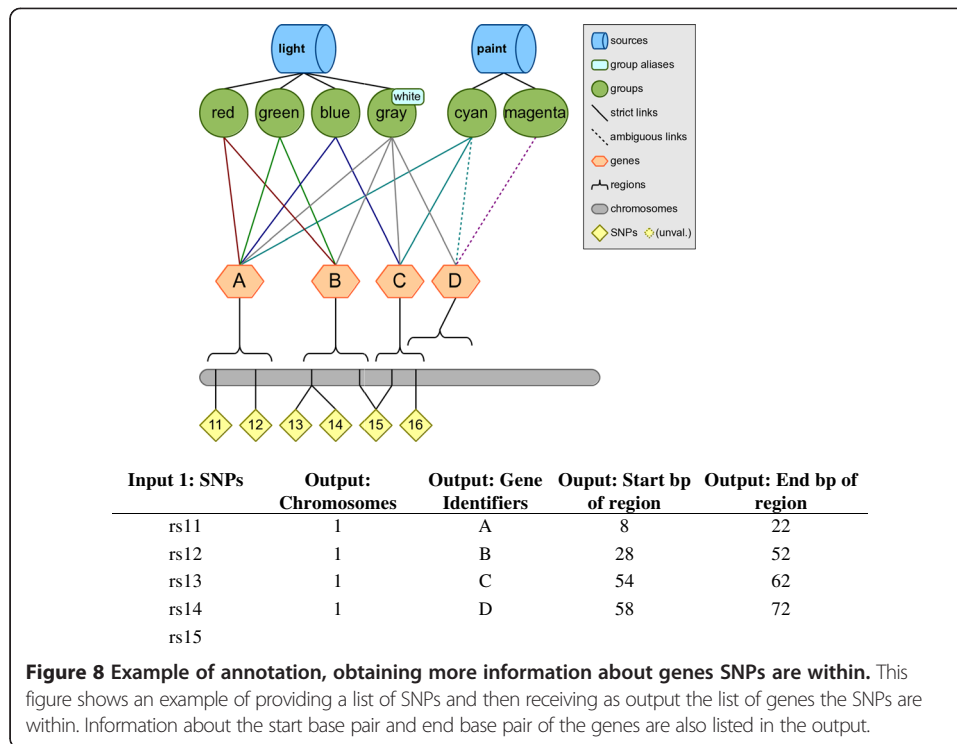 light
paint
white
red
green
blue
gray
cyan
magenta
sources
group aliases
groups
strict links
ambiguous links
genes
regions
chromosomes
SNPs (unval.)
A
B
C
D
11
12
13
14
15
16
Input 1: SNPs Output: Chromosomes Output: Gene Identifiers Ouput: Start bp of region Output: End bp of region
rs11 1 A 8 22
rs12 1 B 28 52
rs13 1 C 54 62
rs14 1 D 58 72
rs15
Figure 8 Example of annotation, obtaining more information about genes SNPs are within. This
figure shows an example of providing a list of SNPs and then receiving as output the list of genes the SNPs are
within. Information about the start base pair and end base pair of the genes are also listed in the output.